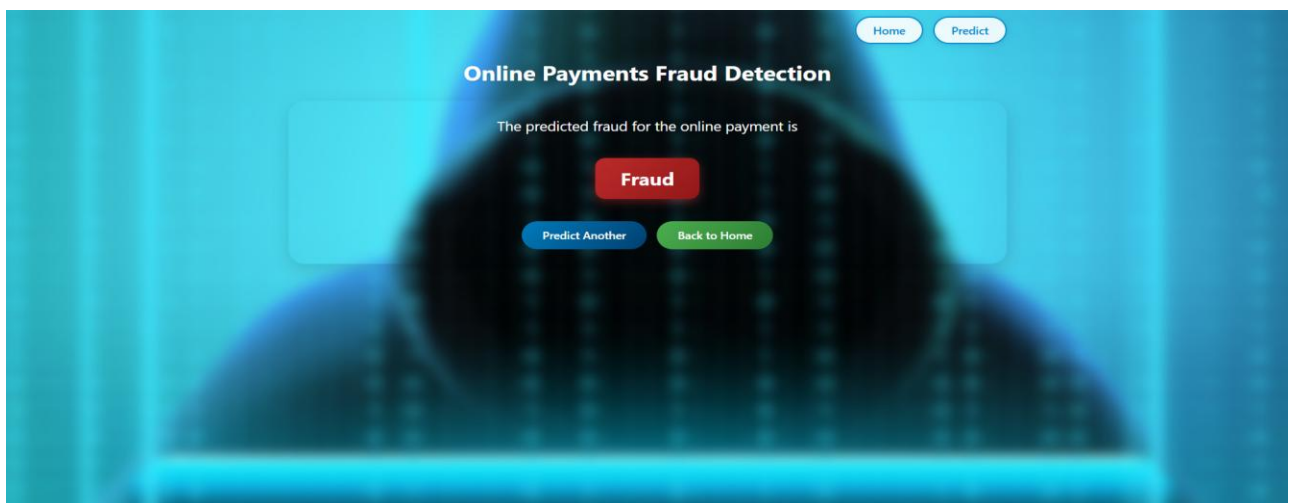 Home Predict
Online Payments Fraud Detection
The predicted fraud for the online payment is
Fraud
Predict Another Back to Home